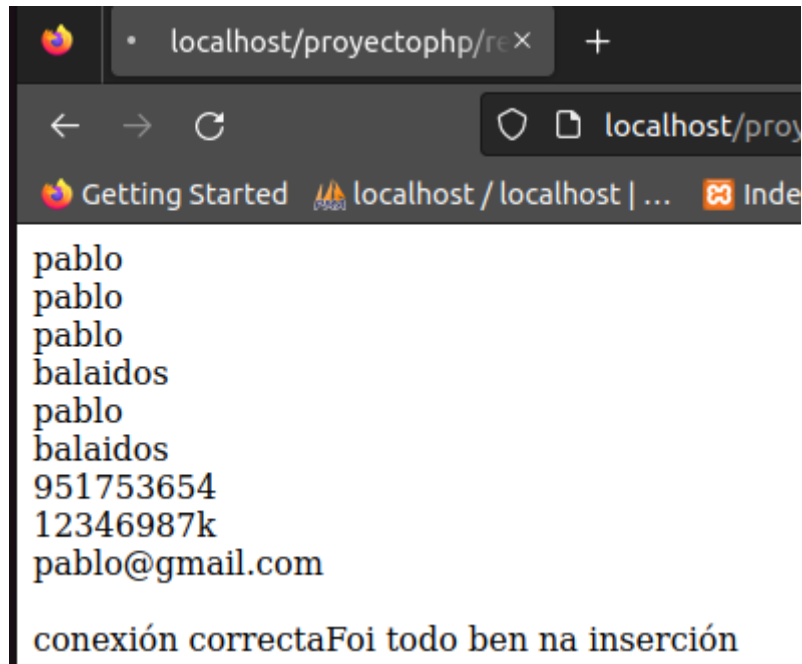 localhost/proyectophp/re
localhost/proy
Getting Started localhost / localhost | ... Inde
pablo
pablo
pablo
balaidos
pablo
balaidos
951753654
12346987k
pablo@gmail.com
conexión correctaFoi todo ben na inserción